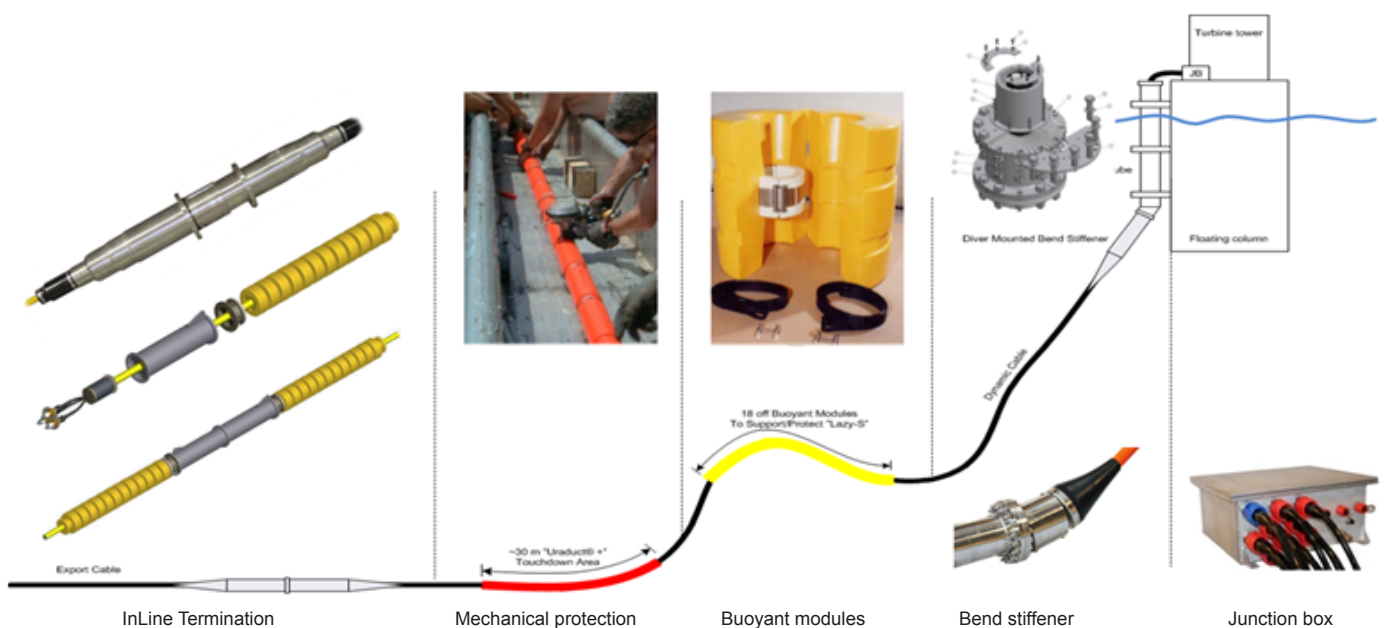 Turbine tower
JB
Diver Mounted Bend Stiffener
Floating column
Dynamic Cable
18 off Buoyant Modules
To Support/Protect "Lazy-S"
~30 m "Uraduct® +"
Touchdown Area
Export Cable
InLine Termination
Mechanical protection
Buoyant modules
Bend stiffener
Junction box